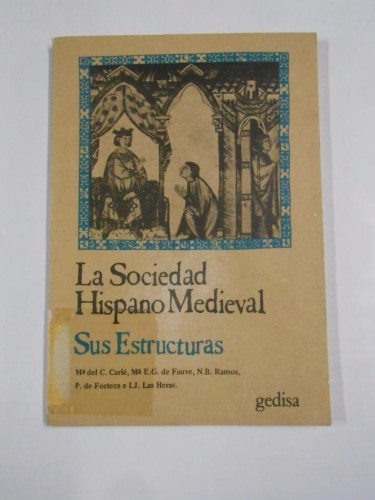 La Sociedad
Hispano Medieval
Sus Estructuras
Mª del C. Carlé, Mª E.G. de Fauve, N.B. Ramos,
P. de Forteza e I.J. Las Heras.
gedisa